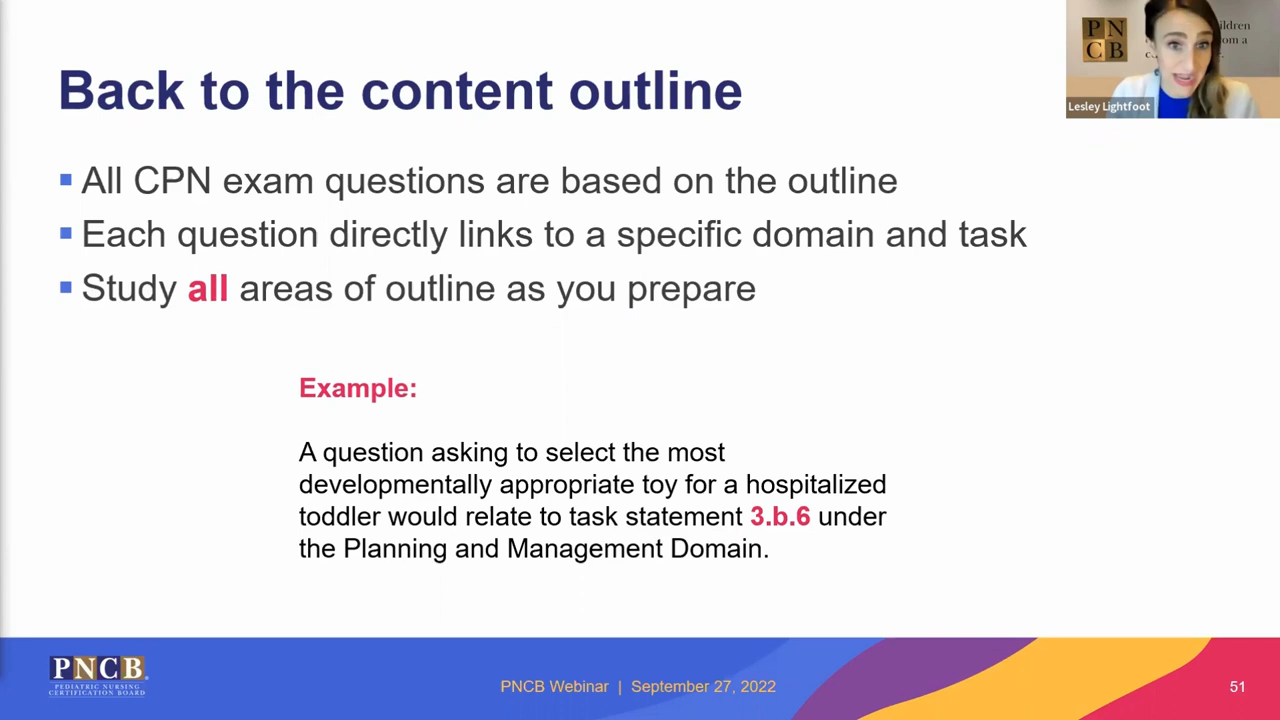 Back to the content outline
All CPN exam questions are based on the outline
Each question directly links to a specific domain and task
Study all areas of outline as you prepare
Example:
A question asking to select the most
developmentally appropriate toy for a hospitalized
toddler would relate to task statement 3.b.6 under
the Planning and Management Domain.
PN
CB
Lesley Lightfoot
PNCB
PEDIATRIC NURSING
CERTIFICATION BOARD
PNCB Webinar | September 27, 2022
51